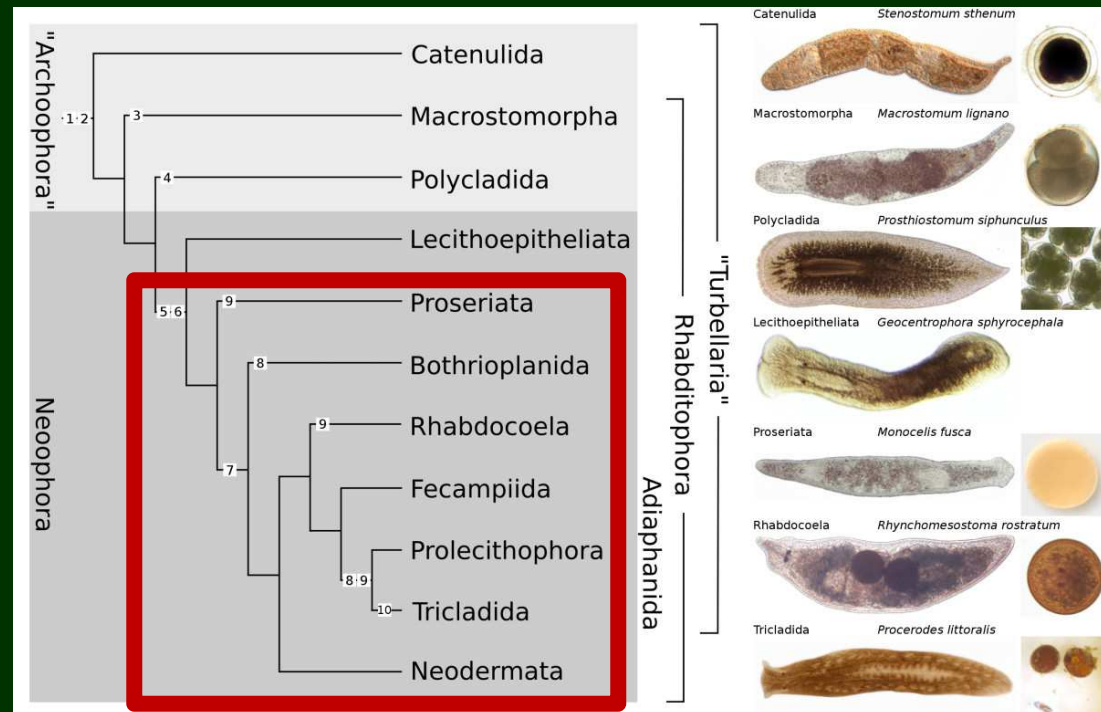 "Archoophora"
Neoophora
1 2
3
4
5 6
9
8
7
9
8 9
10
Catenulida
Macrostomorpha
Polycladida
Lecithoepitheliata
Proseriata
Bothrioplanida
Rhabdocoela
Fecampiida
Prolecithophora
Tricladida
Neodermata
Adiaphanida
Rhabditophora
"Turbellaria"
Catenulida Stenostomum sthenum
Macrostomorpha Macrostomum lignano
Polycladida Prosthiostomum siphunculus
Lecithoepitheliata Geocentrophora sphyrocephala
Proseriata Monocelis fusca
Rhabdocoela Rhynchomesostoma rostratum
Tricladida Procerodes littoralis